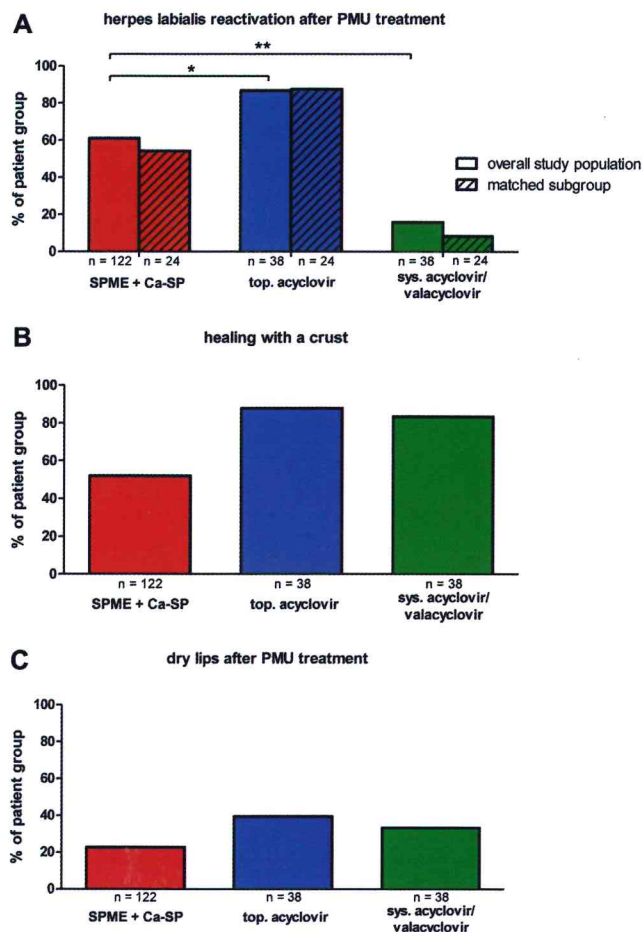 A
herpes labialis reactivation after PMU treatment
**
*
% of patient group
100
80
60
40
20
0
overall study population
matched subgroup
n = 122 n = 24 n = 38 n = 24 n = 38 n = 24
SPME + Ca-SP top. acyclovir sys. acyclovir/
valacyclovir
B
healing with a crust
% of patient group
100
80
60
40
20
0
n = 122 n = 38 n = 38
SPME + Ca-SP top. acyclovir sys. acyclovir/
valacyclovir
C
dry lips after PMU treatment
% of patient group
100
80
60
40
20
0
n = 122 n = 38 n = 38
SPME + Ca-SP top. acyclovir sys. acyclovir/
valacyclovir